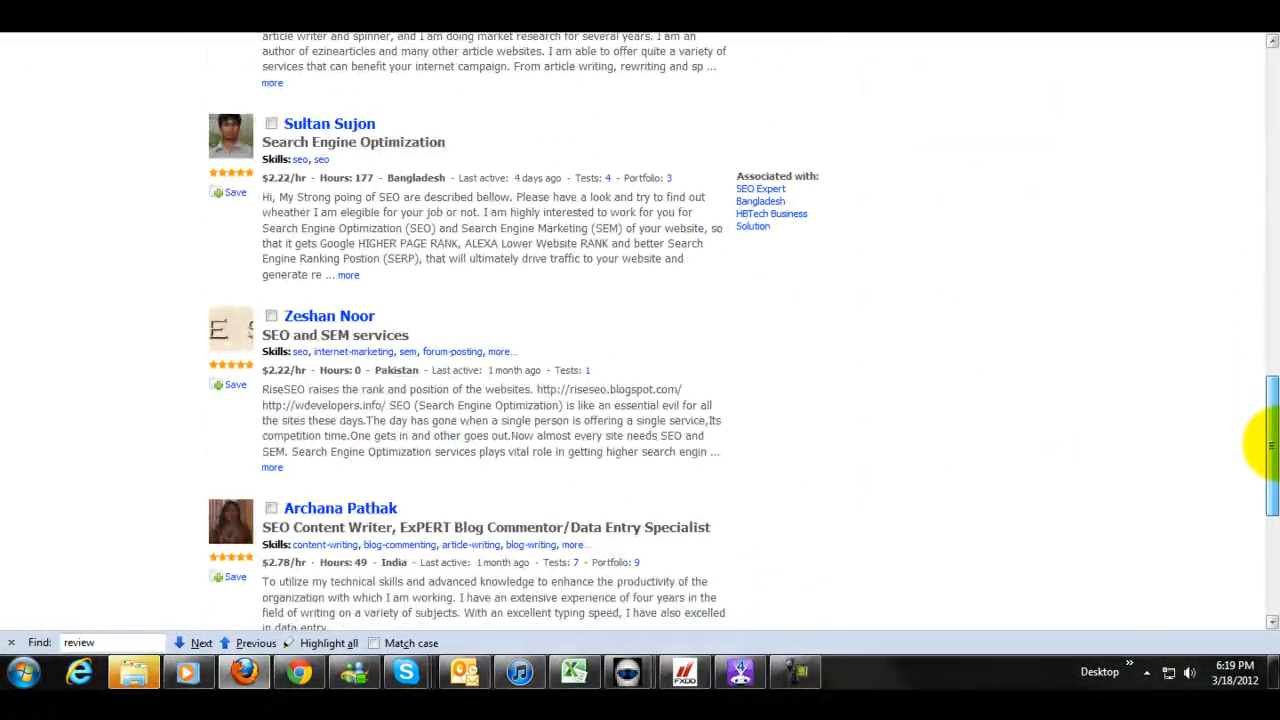 article writer and spinner, and I am doing market research for several years. I am an
author of ezinearticles and many other article websites. I am able to offer quite a variety of
services that can benefit your internet campaign. From article writing, rewriting and sp ...
more
Sultan Sujon
Search Engine Optimization
Skills: seo, seo
$2.22/hr - Hours: 177 - Bangladesh - Last active: 4 days ago - Tests: 4 - Portfolio: 3
Save
Associated with:
SEO Expert
Bangladesh
HBTech Business
Solution
Hi, My Strong poing of SEO are described bellow. Please have a look and try to find out
wheather I am elegible for your job or not. I am highly interested to work for you for
Search Engine Optimization (SEO) and Search Engine Marketing (SEM) of your website, so
that it gets Google HIGHER PAGE RANK, ALEXA Lower Website RANK and better Search
Engine Ranking Postion (SERP), that will ultimately drive traffic to your website and
generate re ... more
Zeshan Noor
SEO and SEM services
Skills: seo, internet-marketing, sem, forum-posting, more...
$2.22/hr - Hours: 0 - Pakistan - Last active: 1 month ago - Tests: 1
Save
RiseSEO raises the rank and position of the websites. http://riseseo.blogspot.com/
http://wdevelopers.info/ SEO (Search Engine Optimization) is like an essential evil for all
the sites these days.The day has gone when a single person is offering a single service,Its
competition time.One gets in and other goes out.Now almost every site needs SEO and
SEM. Search Engine Optimization services plays vital role in getting higher search engin ...
more
Archana Pathak
SEO Content Writer, ExPERT Blog Commentor/Data Entry Specialist
Skills: content-writing, blog-commenting, article-writing, blog-writing, more...
$2.78/hr - Hours: 49 - India - Last active: 1 month ago - Tests: 7 - Portfolio: 9
Save
To utilize my technical skills and advanced knowledge to enhance the productivity of the
organization with which I am working. I have an extensive experience of four years in the
field of writing on a variety of subjects. With an excellent typing speed, I have also excelled
in data entry.
Find: review Next Previous Highlight all Match case
FXDD
4
Desktop
6:19 PM
3/18/2012